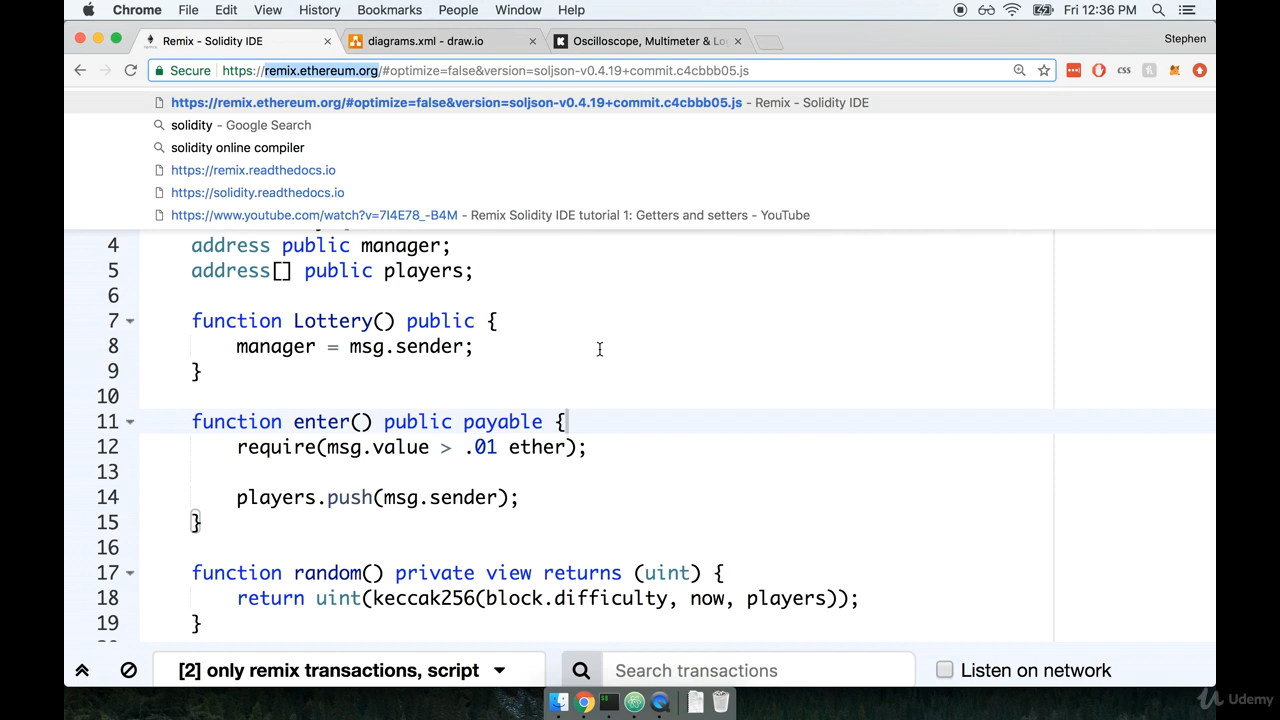 Chrome File Edit View History Bookmarks People Window Help Fri 12:36 PM
Remix - Solidity IDE × diagrams.xml - draw.io × Oscilloscope, Multimeter & Lo ×
Stephen
Secure https://remix.ethereum.org/#optimize=false&version=soljson-v0.4.19+commit.c4cbbb05.js
css
https://remix.ethereum.org/#optimize=false&version=soljson-v0.4.19+commit.c4cbbb05.js - Remix - Solidity IDE
solidity - Google Search
solidity online compiler
https://remix.readthedocs.io
https://solidity.readthedocs.io
https://www.youtube.com/watch?v=7I4E78_-B4M - Remix Solidity IDE tutorial 1: Getters and setters - YouTube
4 address public manager;
5 address[] public players;
6
7 function Lottery() public {
8 manager = msg.sender;
9 }
10
11 function enter() public payable {
12 require(msg.value > .01 ether);
13
14 players.push(msg.sender);
15 }
16
17 function random() private view returns (uint) {
18 return uint(keccak256(block.difficulty, now, players));
19 }
[2] only remix transactions, script Search transactions Listen on network
Udemy